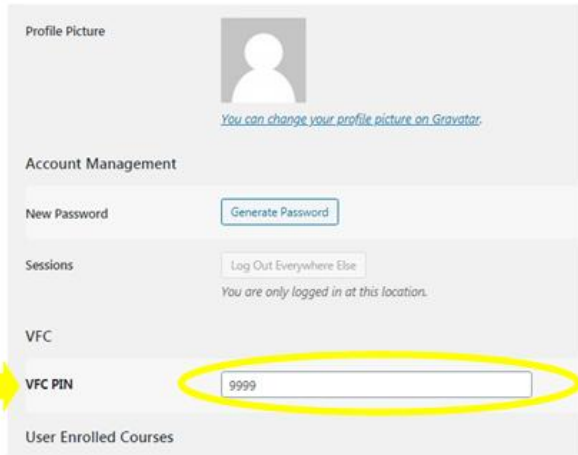 Profile Picture
You can change your profile picture on Gravatar.
Account Management
New Password
Generate Password
Sessions
Log Out Everywhere Else
You are only logged in at this location.
VFC
VFC PIN
9999
User Enrolled Courses